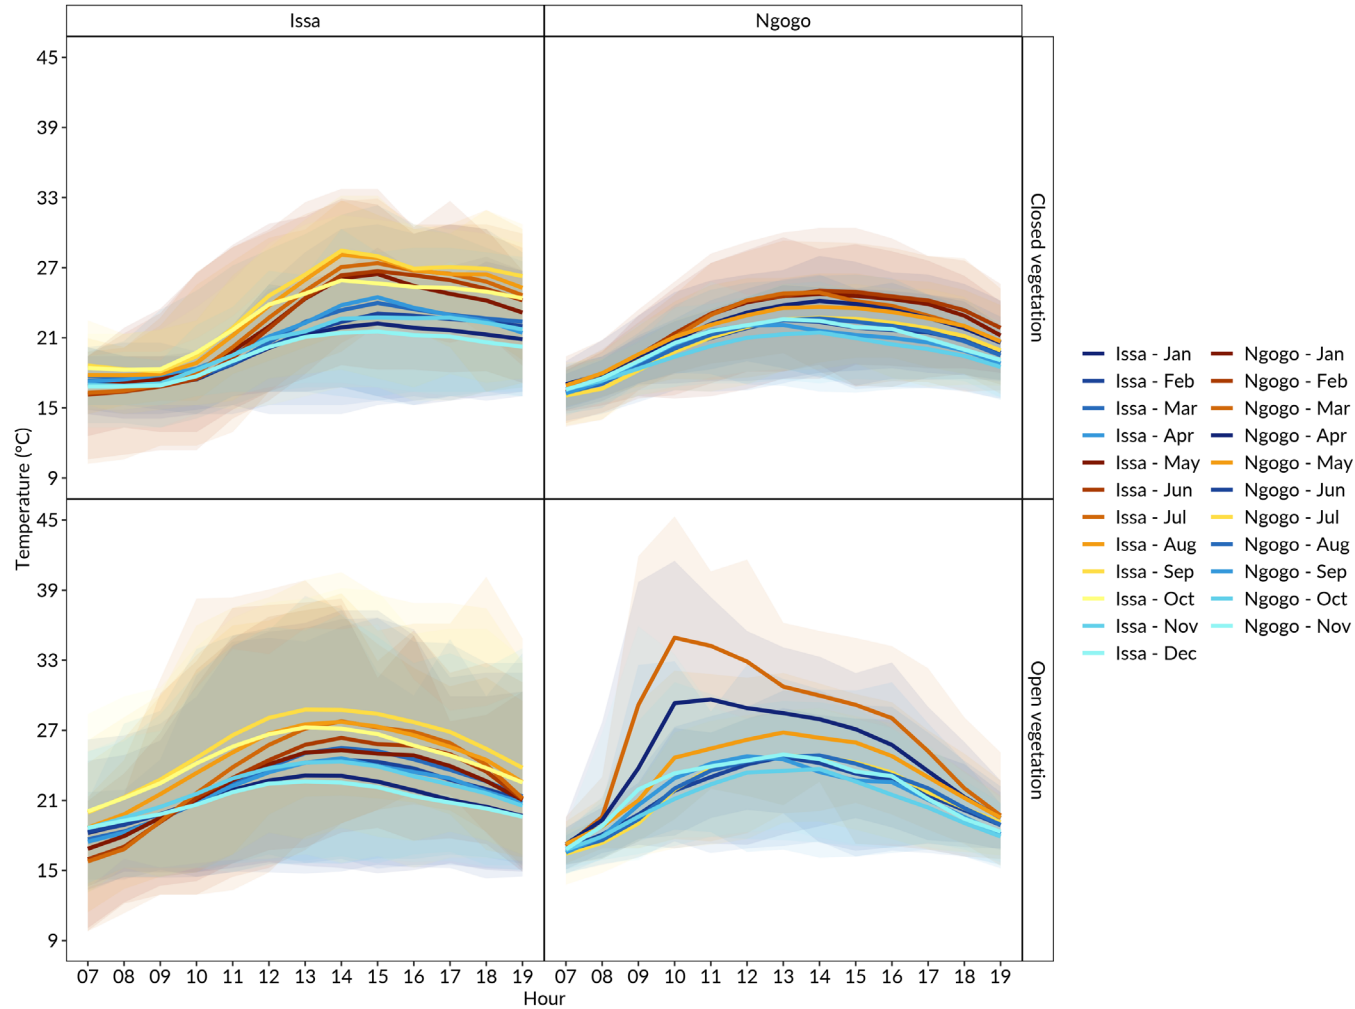 Issa
Ngogo
45
39
33
27
21
15
9
Closed vegetation
45
39
33
27
21
15
9
Open vegetation
Temperature (°C)
07 08 09 10 11 12 13 14 15 16 17 18 19
07 08 09 10 11 12 13 14 15 16 17 18 19
Hour
Issa - Jan
Issa - Feb
Issa - Mar
Issa - Apr
Issa - May
Issa - Jun
Issa - Jul
Issa - Aug
Issa - Sep
Issa - Oct
Issa - Nov
Issa - Dec
Ngogo - Jan
Ngogo - Feb
Ngogo - Mar
Ngogo - Apr
Ngogo - May
Ngogo - Jun
Ngogo - Jul
Ngogo - Aug
Ngogo - Sep
Ngogo - Oct
Ngogo - Nov